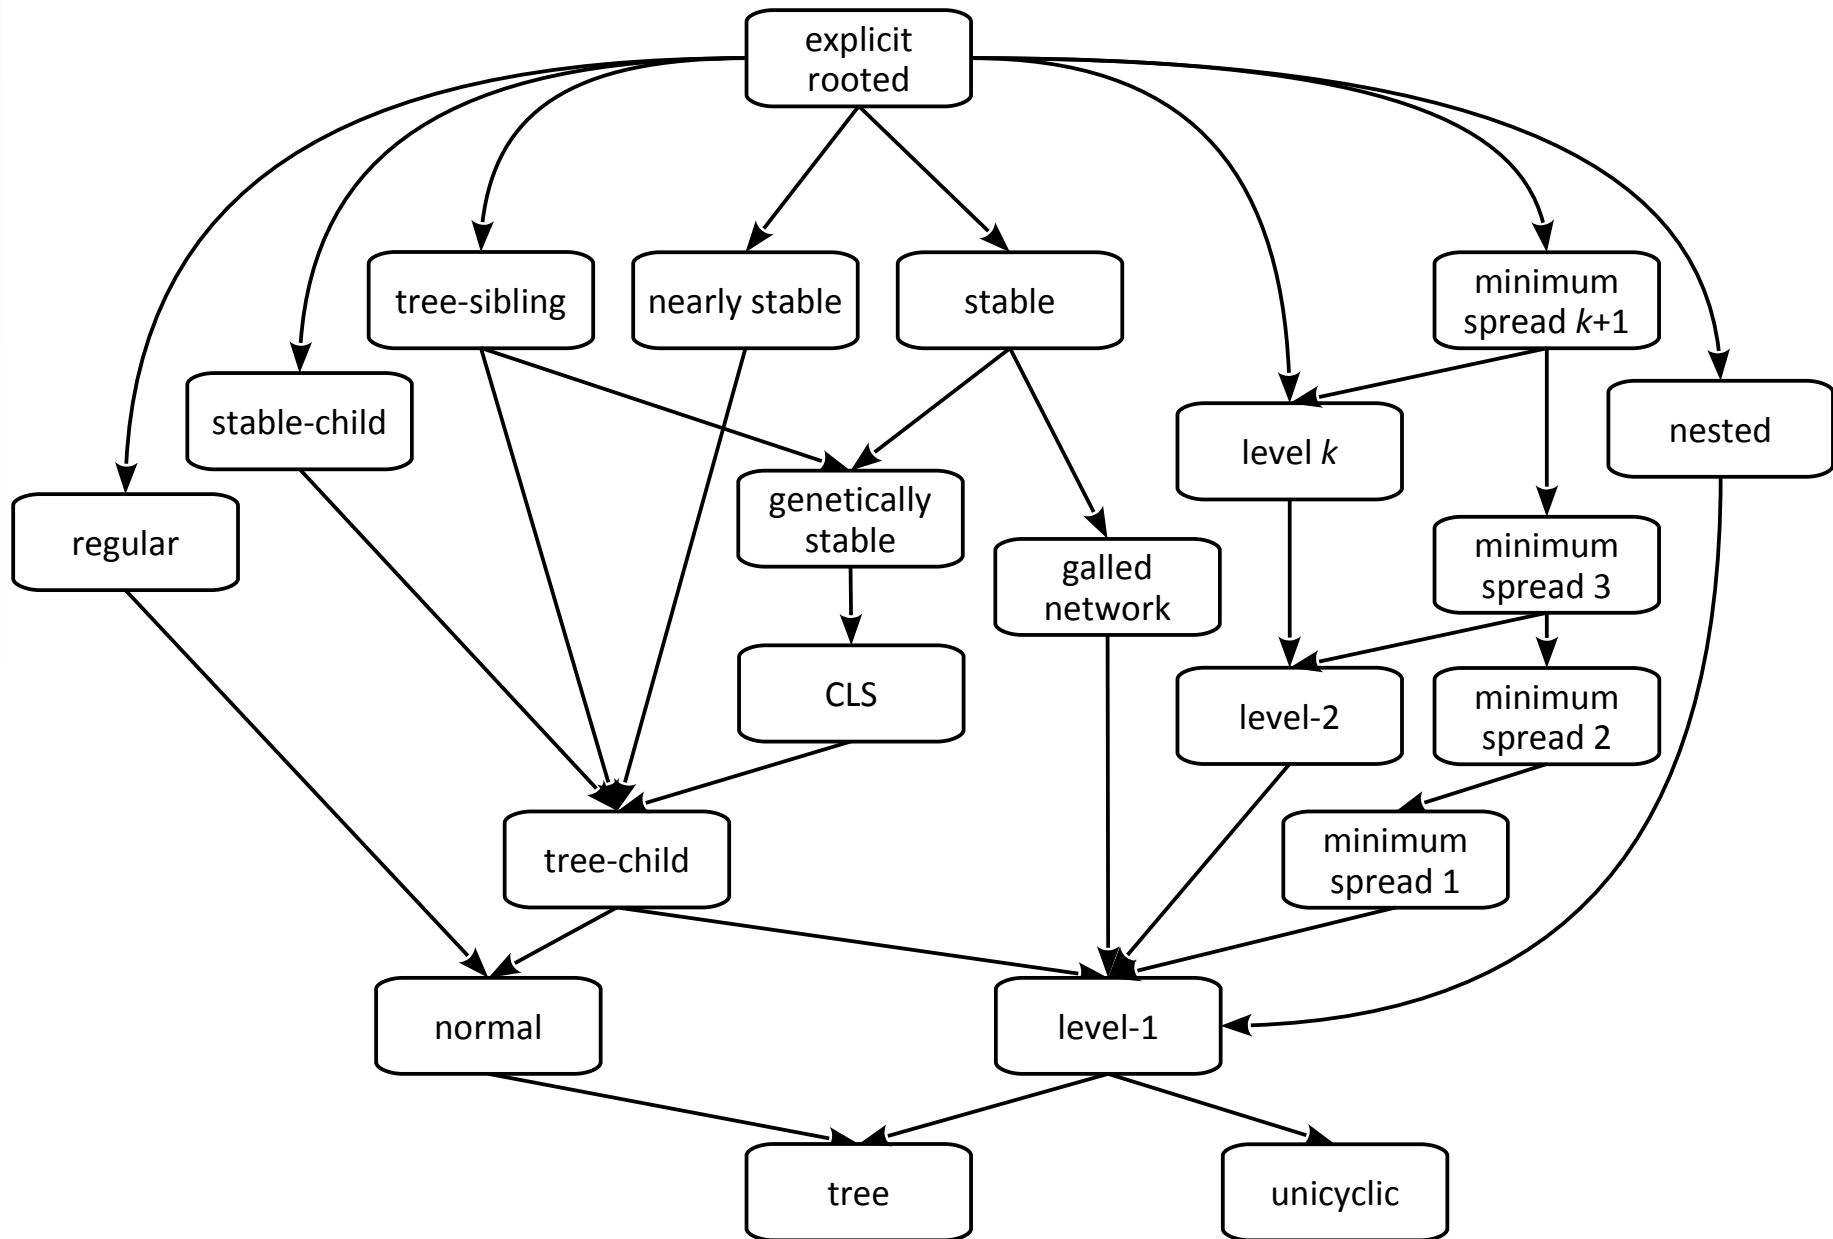 explicit
rooted
tree-sibling
nearly stable
stable
minimum
spread k+1
stable-child
level k
nested
regular
genetically
stable
galled
network
minimum
spread 3
CLS
level-2
minimum
spread 2
tree-child
minimum
spread 1
normal
level-1
tree
unicyclic